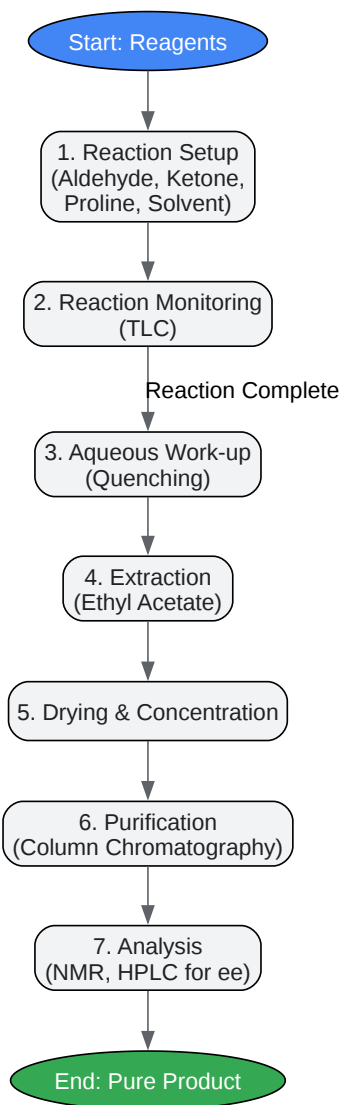 Start: Reagents
1. Reaction Setup
(Aldehyde, Ketone,
Proline, Solvent)
2. Reaction Monitoring
(TLC)
Reaction Complete
3. Aqueous Work-up
(Quenching)
4. Extraction
(Ethyl Acetate)
5. Drying & Concentration
6. Purification
(Column Chromatography)
7. Analysis
(NMR, HPLC for ee)
End: Pure Product